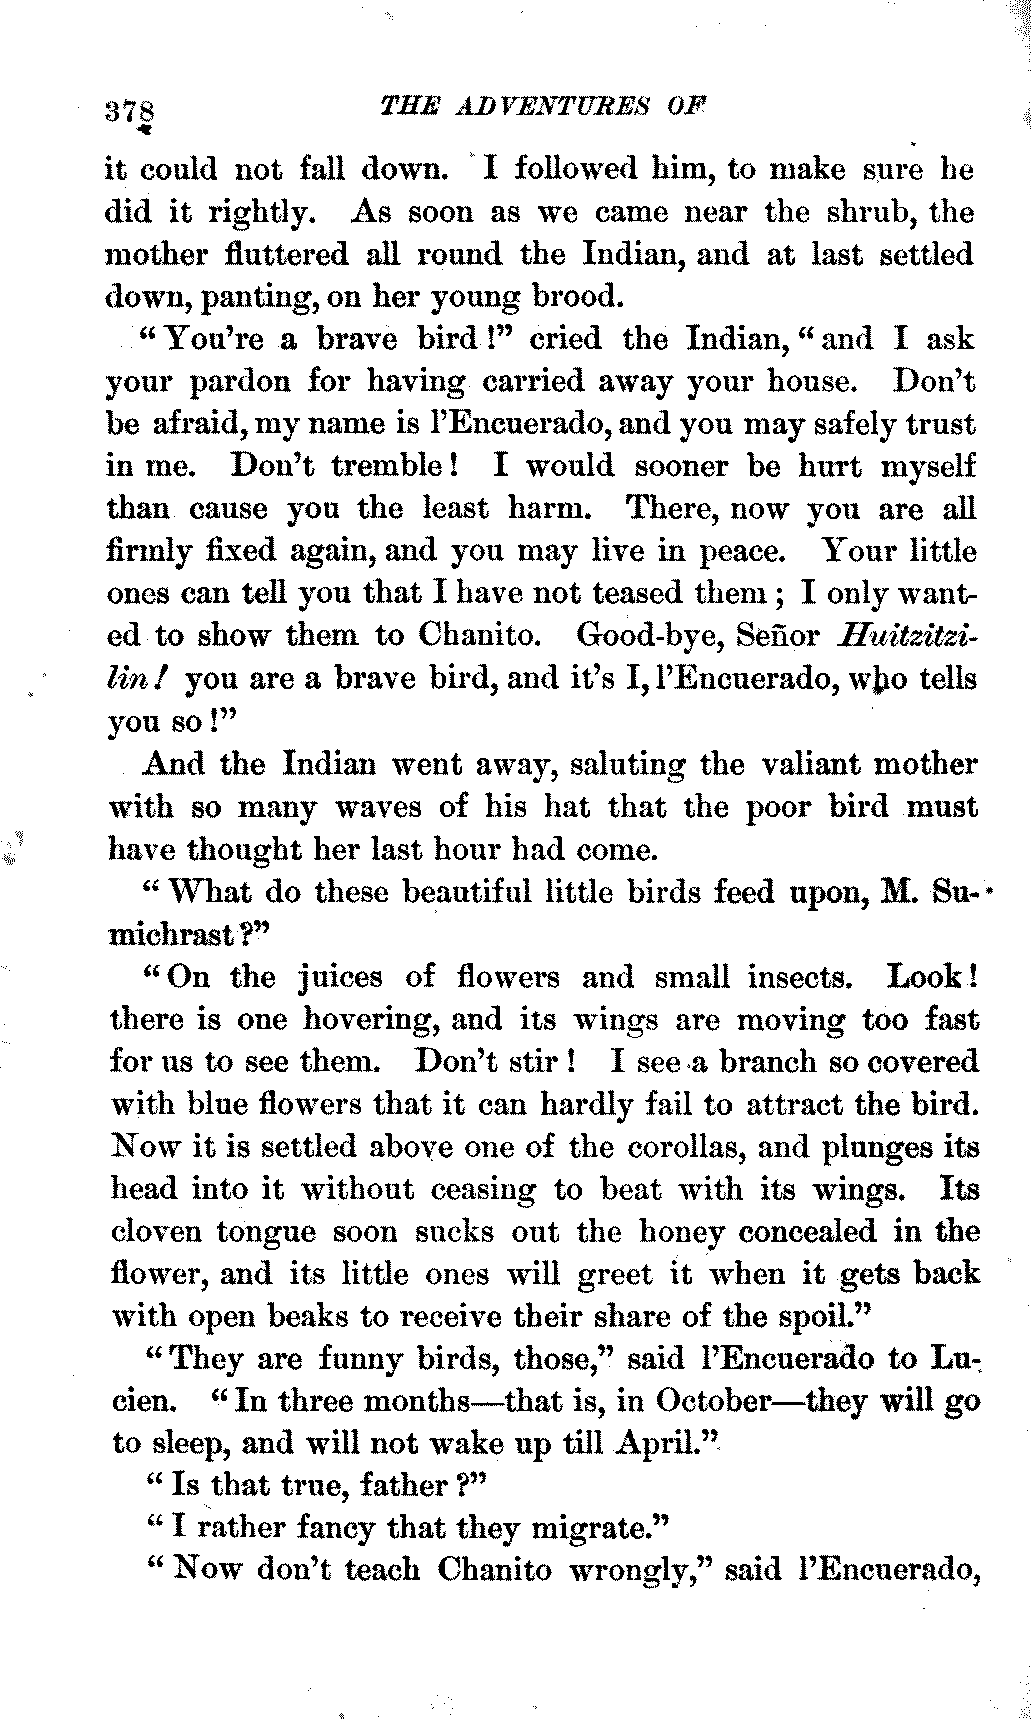 378 THE ADVENTURES OF
it could not fall down. I followed him, to make sure he
did it rightly. As soon as we came near the shrub, the
mother fluttered all round the Indian, and at last settled
down, panting, on her young brood.
“You're a brave bird!” cried the Indian, “and I ask
your pardon for having carried away your house. Don't
be afraid, my name is l'Encuerado, and you may safely trust
in me. Don't tremble! I would sooner be hurt myself
than cause you the least harm. There, now you are all
firmly fixed again, and you may live in peace. Your little
ones can tell you that I have not teased them; I only want-
ed to show them to Chanito. Good-bye, Señor Huitzitzi-
lin! you are a brave bird, and it's I, l'Encuerado, who tells
you so!”
And the Indian went away, saluting the valiant mother
with so many waves of his hat that the poor bird must
have thought her last hour had come.
“What do these beautiful little birds feed upon, M. Su-
michrast?”
“On the juices of flowers and small insects. Look!
there is one hovering, and its wings are moving too fast
for us to see them. Don't stir! I see a branch so covered
with blue flowers that it can hardly fail to attract the bird.
Now it is settled above one of the corollas, and plunges its
head into it without ceasing to beat with its wings. Its
cloven tongue soon sucks out the honey concealed in the
flower, and its little ones will greet it when it gets back
with open beaks to receive their share of the spoil.”
“They are funny birds, those,” said l'Encuerado to Lu-
cien. “In three months—that is, in October—they will go
to sleep, and will not wake up till April.”
“Is that true, father?”
“I rather fancy that they migrate.”
“Now don't teach Chanito wrongly,” said l'Encuerado,